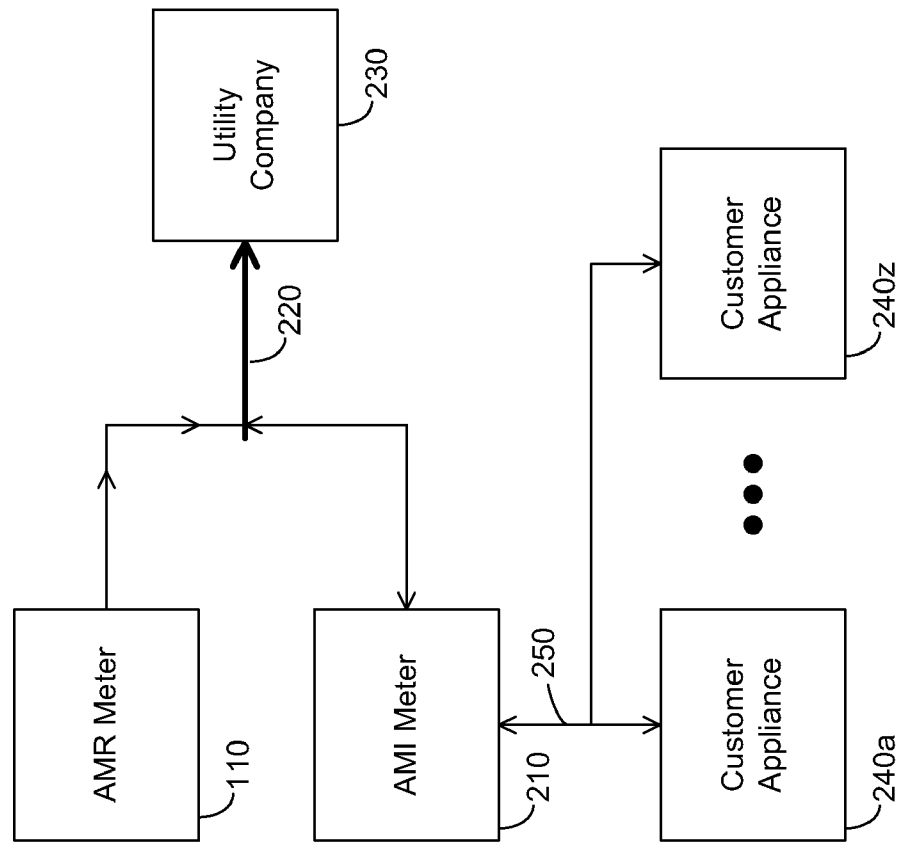 AMR Meter
110
AMI Meter
210
220
Utility
Company
230
250
Customer
Appliance
240a
Customer
Appliance
240z